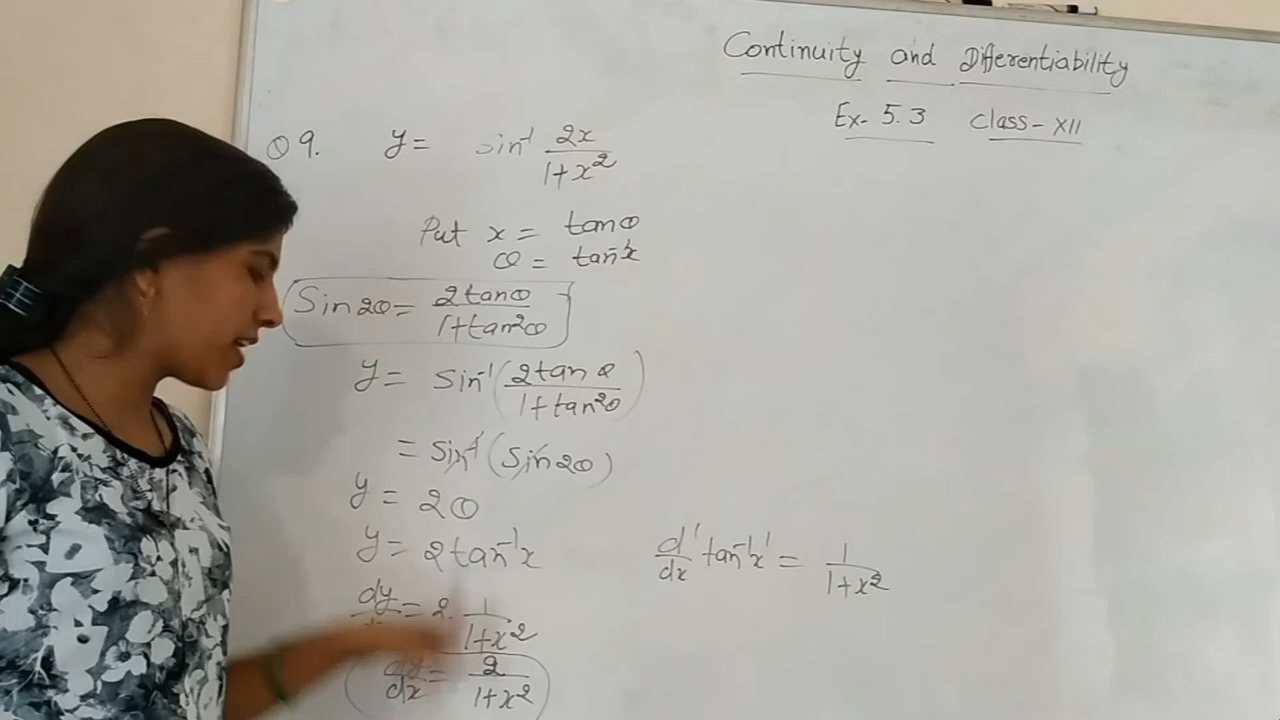 Continuity and Differentiability
Ex. 5.3 Class - XII
Q 9. y = sin⁻¹ 2x / 1+x²
Put x = tanθ
θ = tan⁻¹x
Sin2θ = 2tanθ / 1+tan²θ
y = Sin⁻¹(2tanθ / 1+tan²θ)
= Sin⁻¹(Sin2θ)
y = 2θ
y = 2tan⁻¹x
d/dx tan⁻¹x = 1 / 1+x²
dy/dx = 2. 1 / 1+x²
dy/dx = 2 / 1+x²